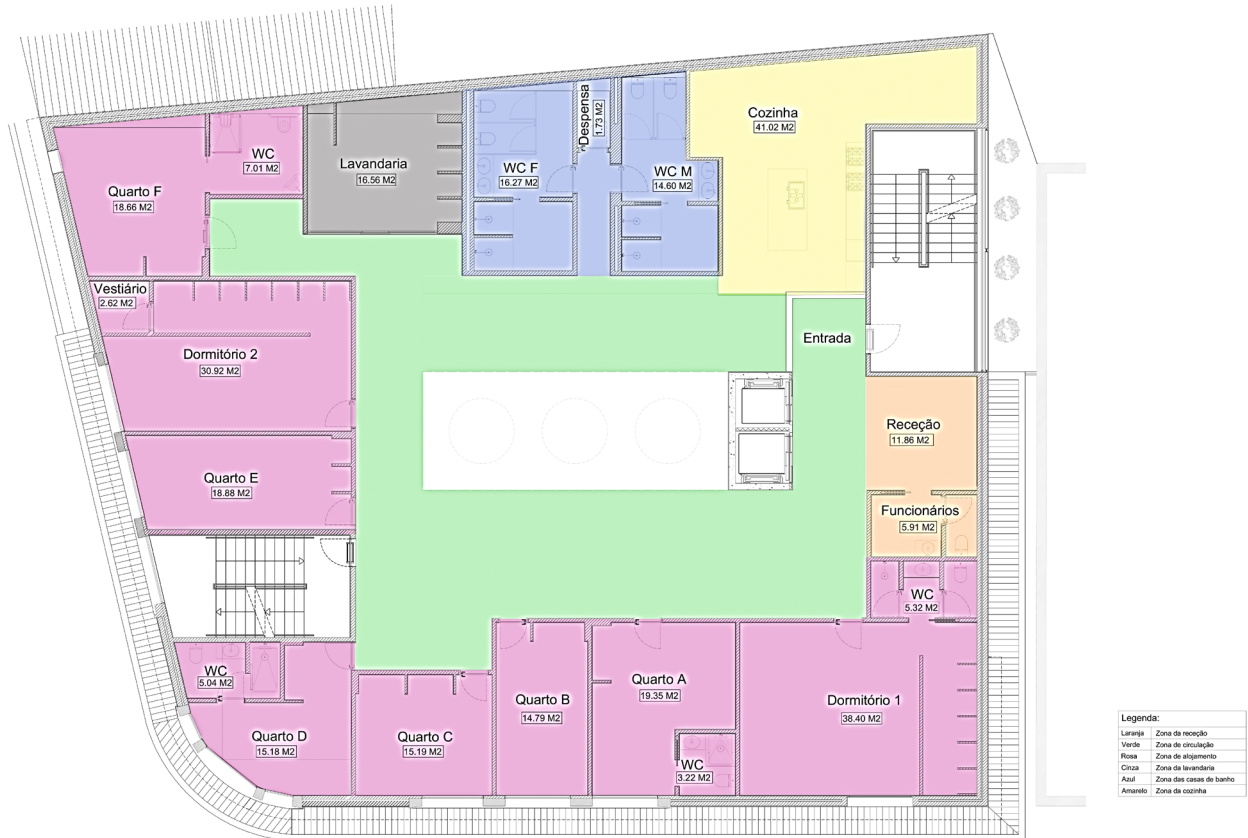 Cozinha
41.02 M2
Despensa
1.73 M2
WC
7.01 M2
Lavandaria
16.56 M2
WC F
16.27 M2
WC M
14.60 M2
Quarto F
18.66 M2
Vestiário
2.62 M2
Dormitório 2
30.92 M2
Entrada
Receção
11.86 M2
Quarto E
18.88 M2
Funcionários
5.91 M2
WC
5.32 M2
WC
5.04 M2
Quarto D
15.18 M2
Quarto C
15.19 M2
Quarto B
14.79 M2
Quarto A
19.35 M2
WC
3.22 M2
Dormitório 1
38.40 M2
Legenda:
Laranja Zona da receção
Verde Zona de circulação
Rosa Zona de alojamento
Cinza Zona da lavandaria
Azul Zona das casas de banho
Amarelo Zona da cozinha